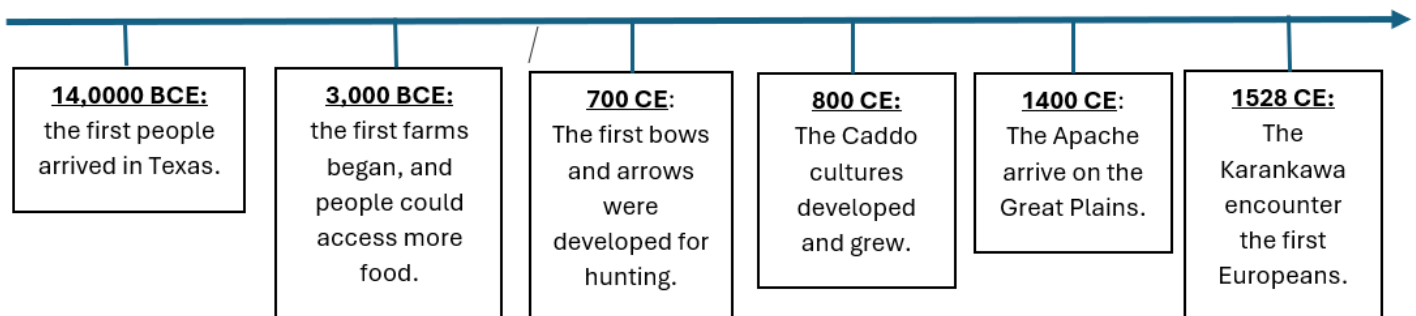 14,0000 BCE:
the first people
arrived in Texas.
3,000 BCE:
the first farms
began, and
people could
access more
food.
700 CE:
The first bows
and arrows
were
developed for
hunting.
800 CE:
The Caddo
cultures
developed
and grew.
1400 CE:
The Apache
arrive on the
Great Plains.
1528 CE:
The
Karankawa
encounter
the first
Europeans.